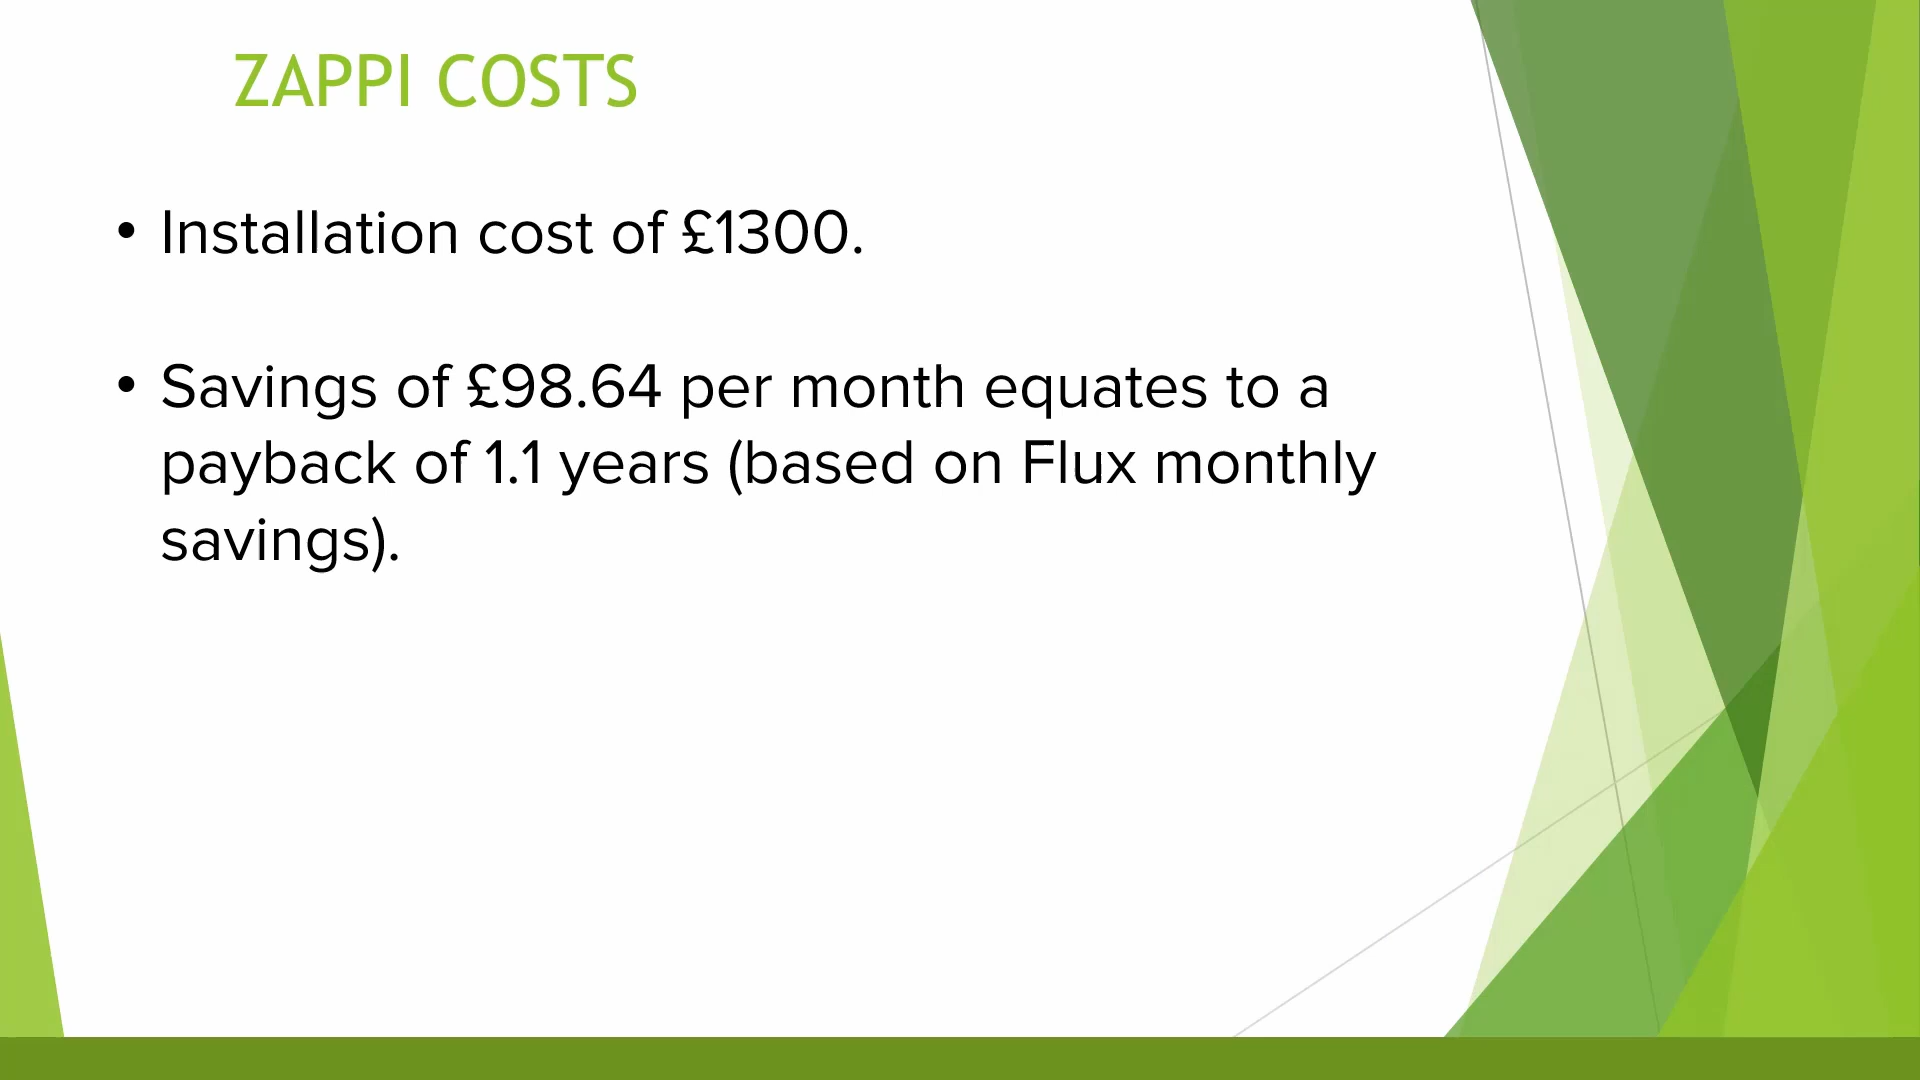 ZAPPI COSTS
• Installation cost of £1300.
• Savings of £98.64 per month equates to a
payback of 1.1 years (based on Flux monthly
savings).